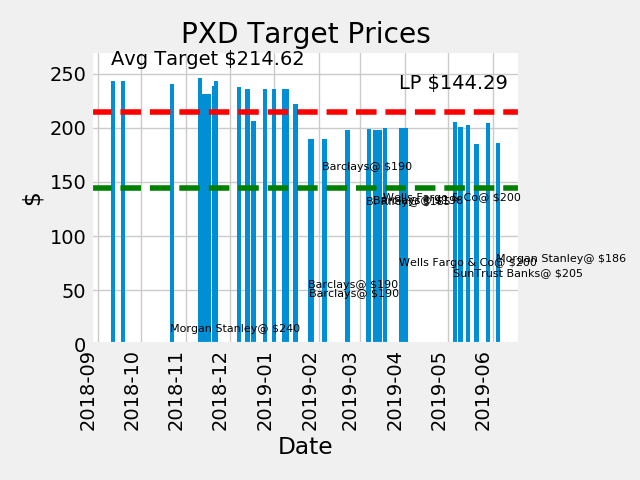 PXD Target Prices
Avg Target $214.62
LP $144.29
250
200
150
100
50
0
$
Barclays@ $190
Wells Fargo & Co@ $200
Wells Fargo & Co@ $200
Morgan Stanley@ $186
SunTrust Banks@ $205
Barclays@ $190
Barclays@ $190
Morgan Stanley@ $240
2018-09
2018-10
2018-11
2018-12
2019-01
2019-02
2019-03
2019-04
2019-05
2019-06
Date